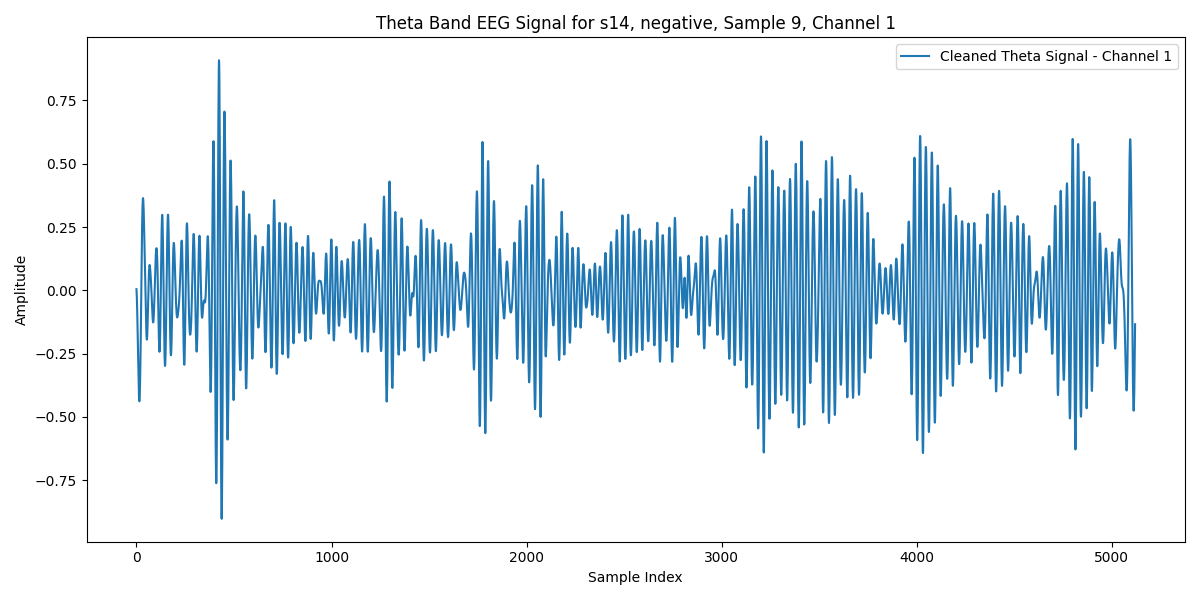 Theta Band EEG Signal for s14, negative, Sample 9, Channel 1
Cleaned Theta Signal - Channel 1
Amplitude
0.75
0.50
0.25
0.00
−0.25
−0.50
−0.75
0 1000 2000 3000 4000 5000
Sample Index